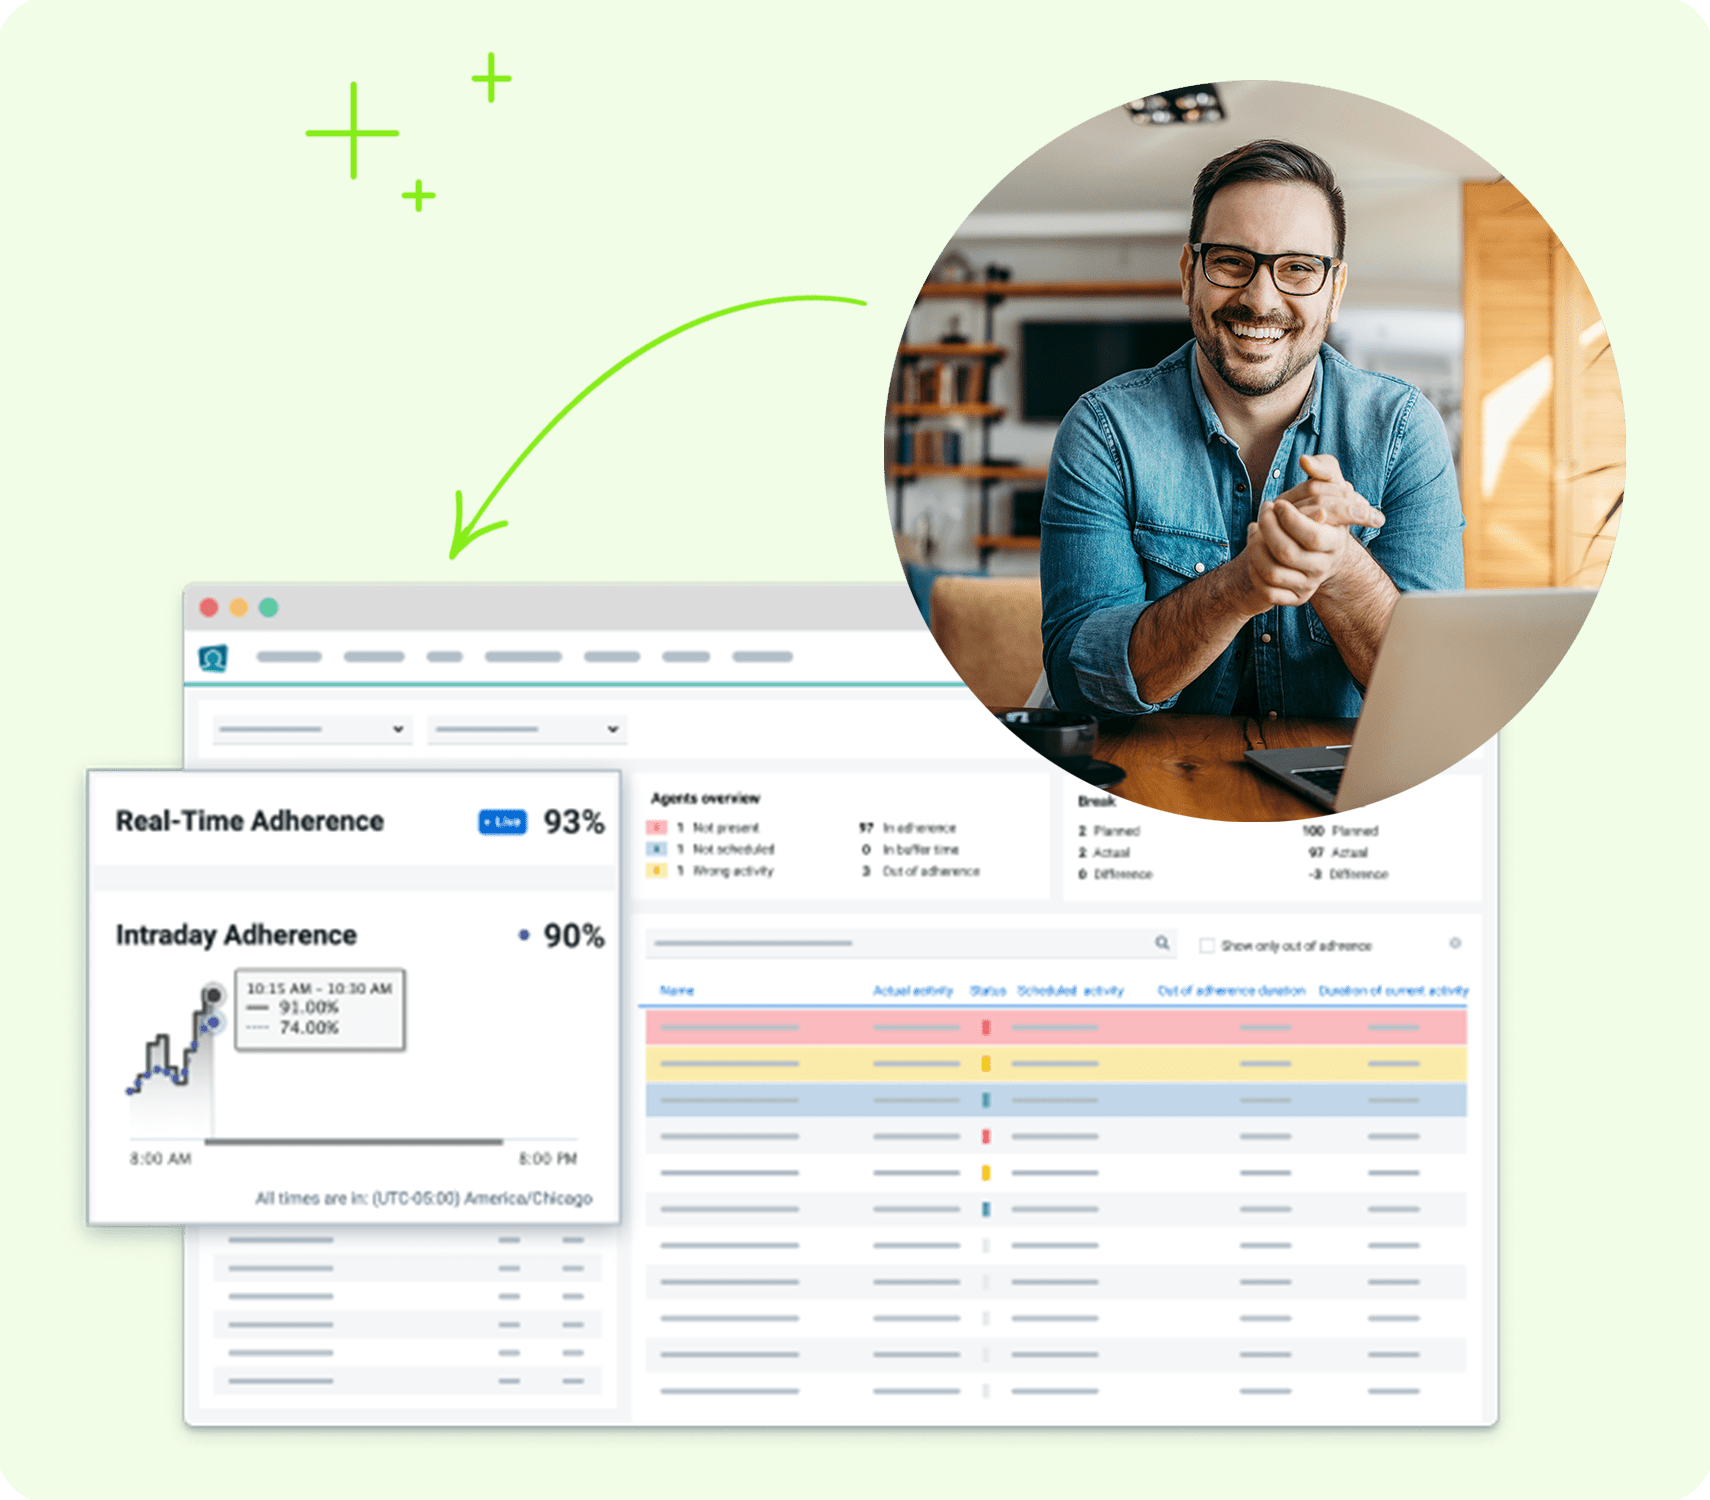 Real-Time Adherence
Live 93%
Intraday Adherence
90%
10:15 AM – 10:30 AM
91.00%
74.00%
8:00 AM 8:00 PM
All times are in: (UTC-05:00) America/Chicago
Agents overview
1 Not present 97 In adherence
1 Not scheduled 0 In buffer time
1 Wrong activity 3 Out of adherence
Break
2 Planned 100 Planned
2 Actual 97 Actual
0 Difference -3 Difference
Show only out of adherence
Name Actual activity Status Scheduled activity Out of adherence duration Duration of current activity